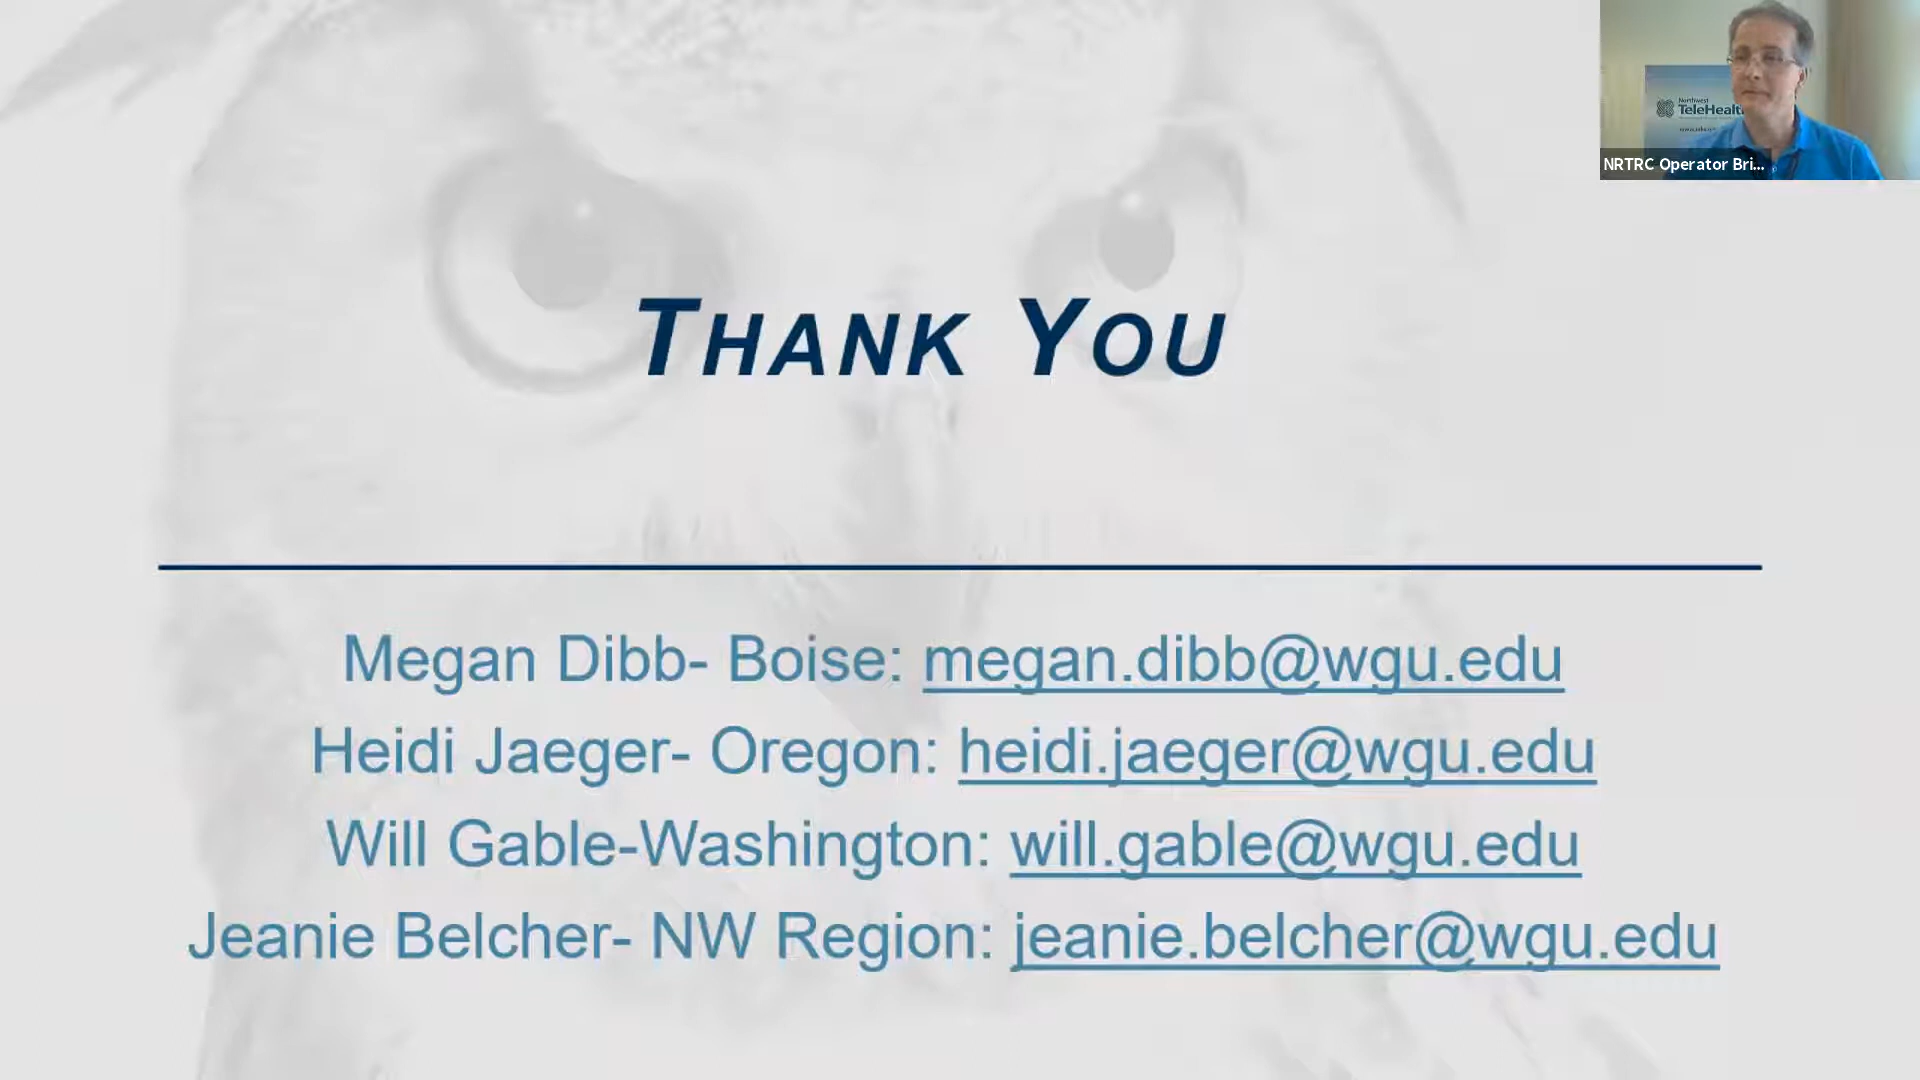 Northwest
TeleHealth
NRTRC Operator Bri...
THANK YOU
Megan Dibb- Boise: megan.dibb@wgu.edu
Heidi Jaeger- Oregon: heidi.jaeger@wgu.edu
Will Gable-Washington: will.gable@wgu.edu
Jeanie Belcher- NW Region: jeanie.belcher@wgu.edu